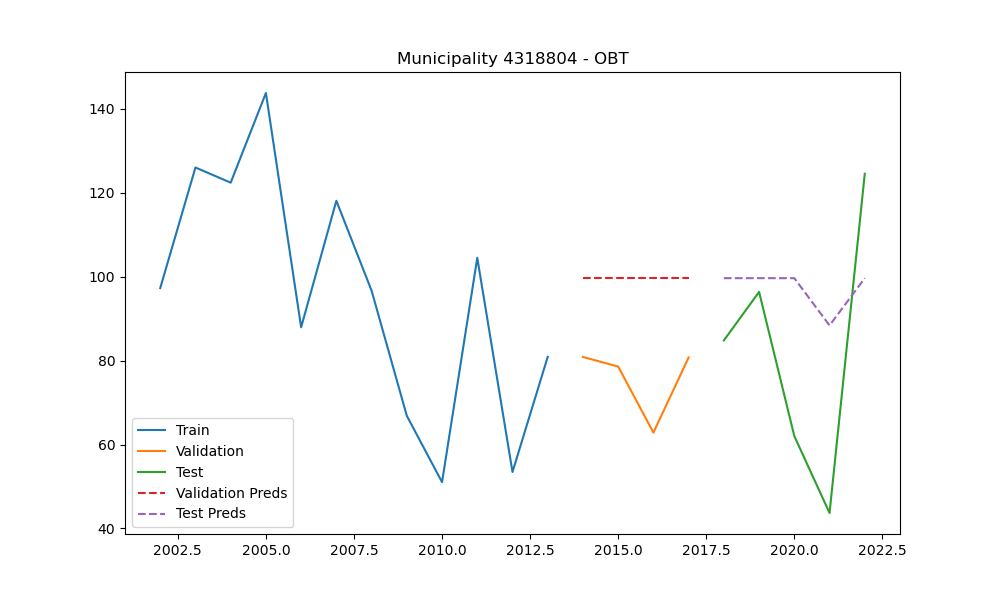 Municipality 4318804 - OBT
140
120
100
80
60
40
Train
Validation
Test
Validation Preds
Test Preds
2002.5 2005.0 2007.5 2010.0 2012.5 2015.0 2017.5 2020.0 2022.5